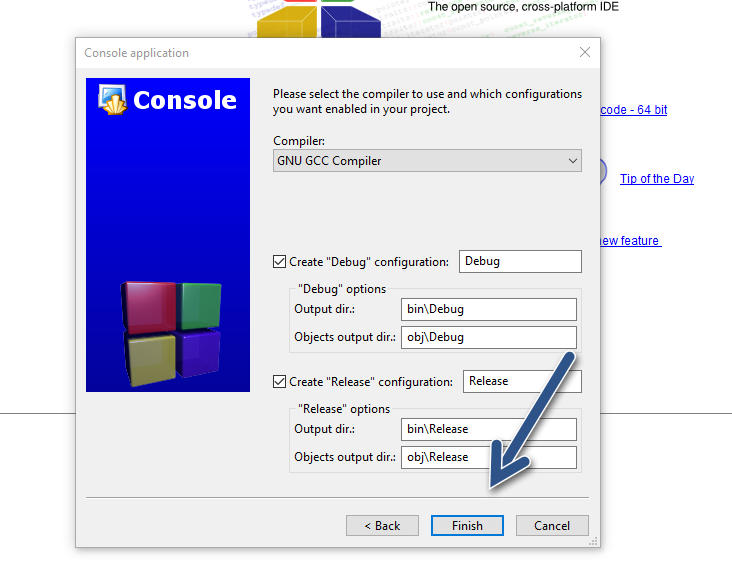 The open source, cross-platform IDE
Console application
Console
Please select the compiler to use and which configurations
you want enabled in your project.
code - 64 bit
Compiler:
GNU GCC Compiler
Tip of the Day
new feature
Create "Debug" configuration: Debug
"Debug" options
Output dir.: bin\Debug
Objects output dir.: obj\Debug
Create "Release" configuration: Release
"Release" options
Output dir.: bin\Release
Objects output dir.: obj\Release
< Back Finish Cancel